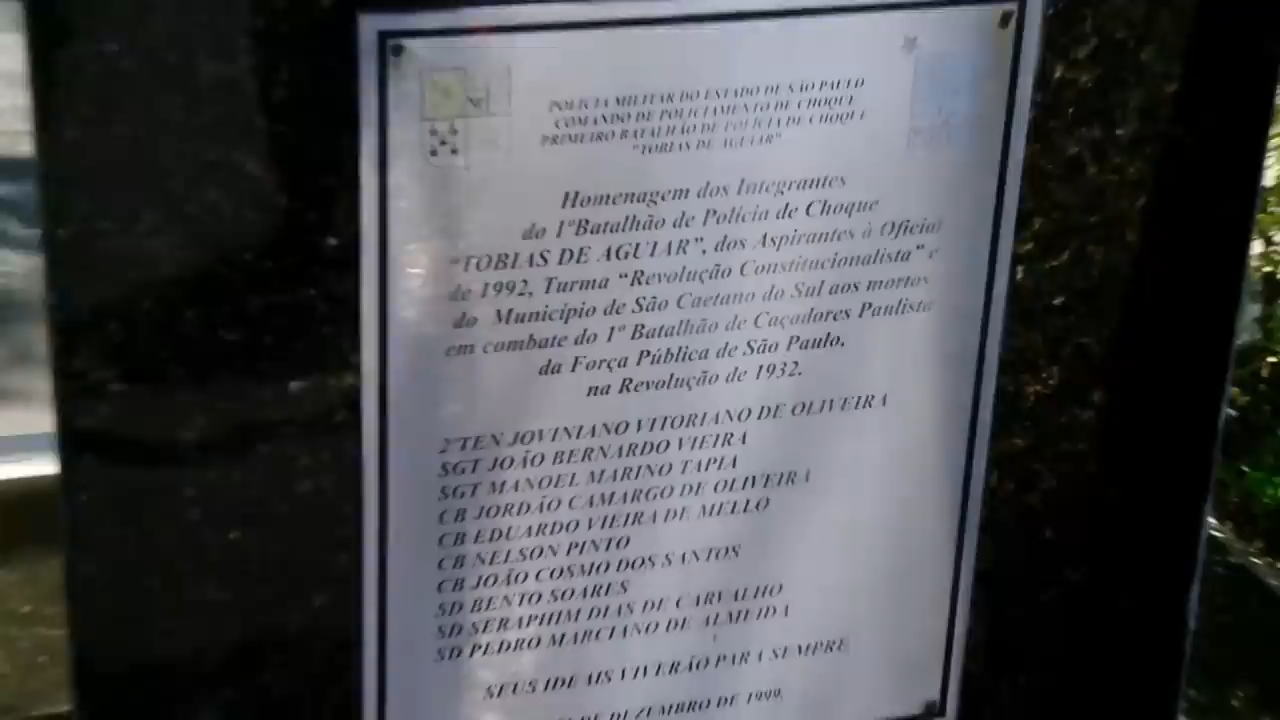 POLÍCIA MILITAR DO ESTADO DE SÃO PAULO
COMANDO DE POLICIAMENTO DE CHOQUE
PRIMEIRO BATALHÃO DE POLÍCIA DE CHOQUE
"TOBIAS DE AGUIAR"
Homenagem dos Integrantes
do 1ºBatalhão de Polícia de Choque
"TOBIAS DE AGUIAR", dos Aspirantes à Oficial
de 1992, Turma "Revolução Constitucionalista" e
do Município de São Caetano do Sul aos mortos
em combate do 1º Batalhão de Caçadores Paulista
da Força Pública de São Paulo.
na Revolução de 1932.
2ºTEN JOVINIANO VITORIANO DE OLIVEIRA
SGT JOÃO BERNARDO VIEIRA
SGT MANOEL MARINO TAPIA
CB JORDÃO CAMARGO DE OLIVEIRA
CB EDUARDO VIEIRA DE MELLO
CB NELSON PINTO
CB JOÃO COSMO DOS SANTOS
SD BENTO SOARES
SD SERAPHIM DIAS DE CARVALHO
SD PEDRO MARCIANO DE ALMEIDA
SEUS IDEAIS VIVERÃO PARA SEMPRE
DE DEZEMBRO DE 1999.